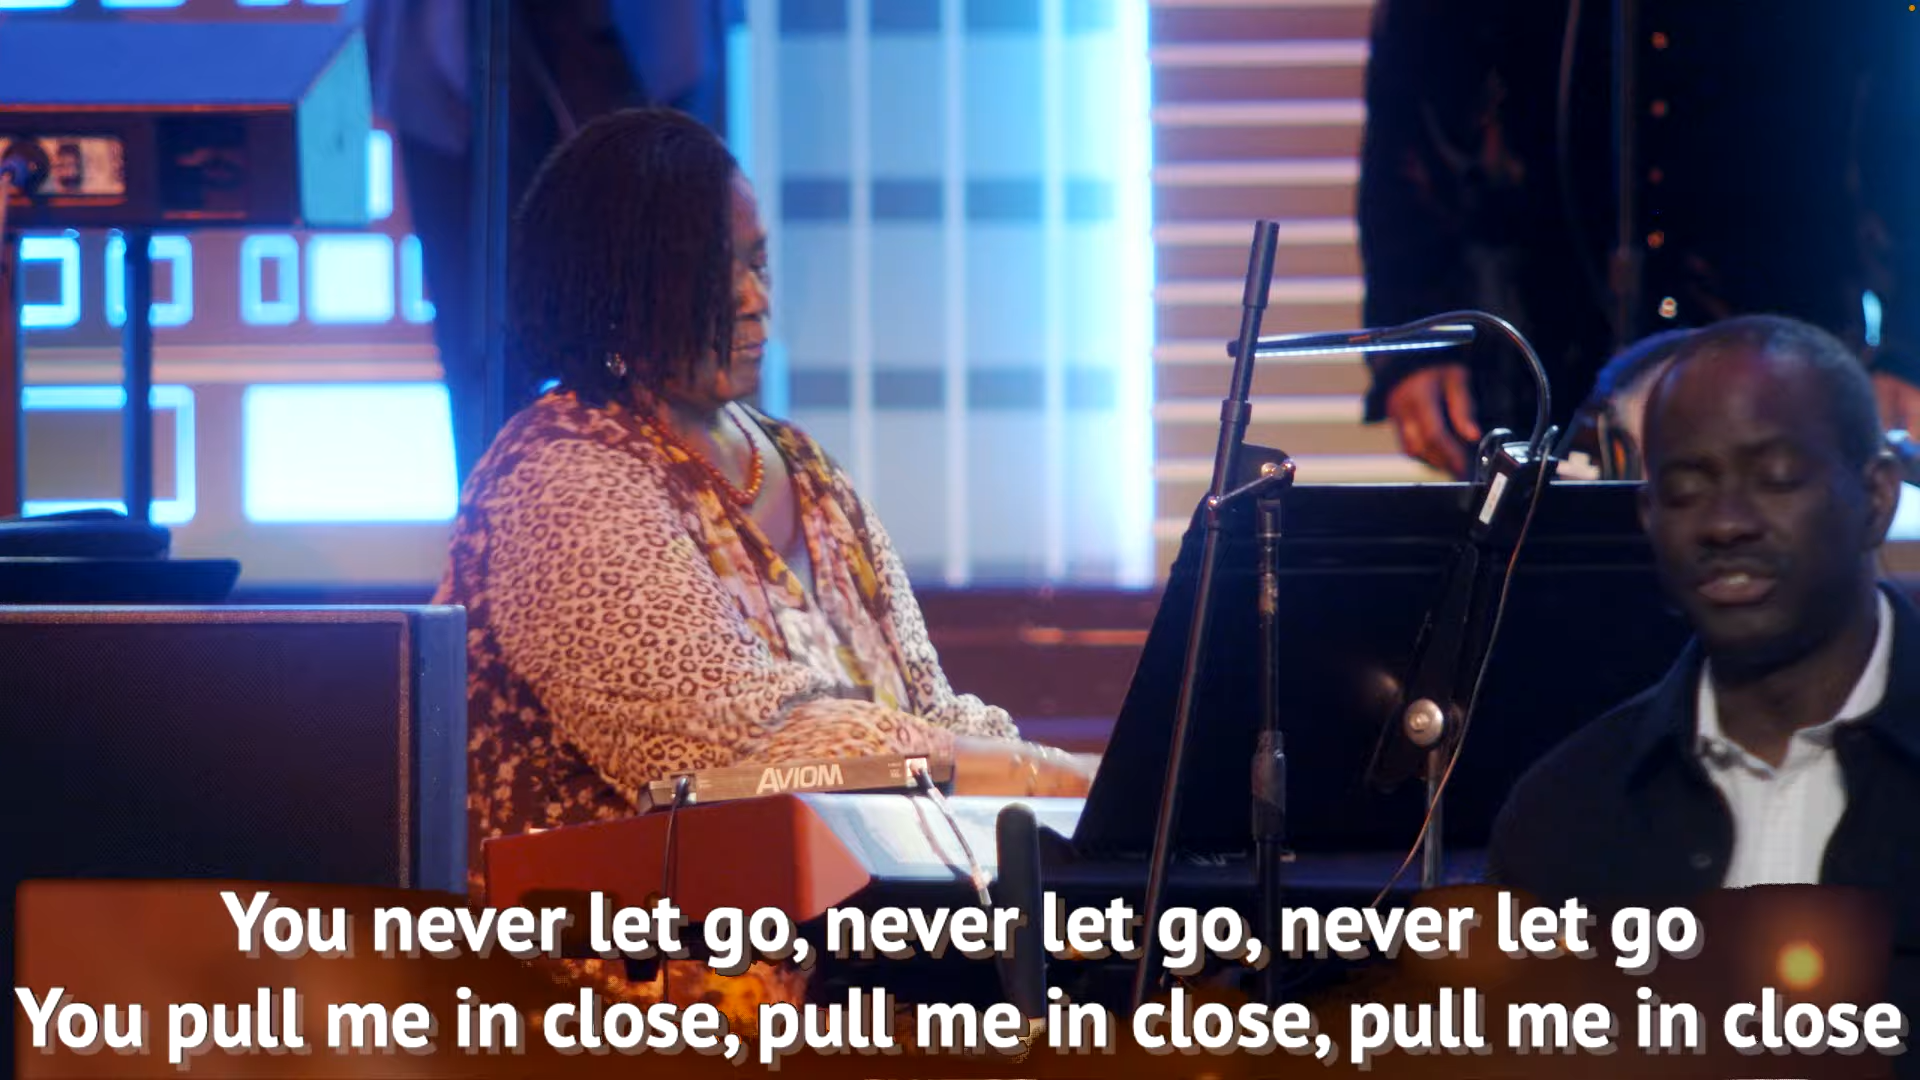 AVIOM
You never let go, never let go, never let go
You pull me in close, pull me in close, pull me in close